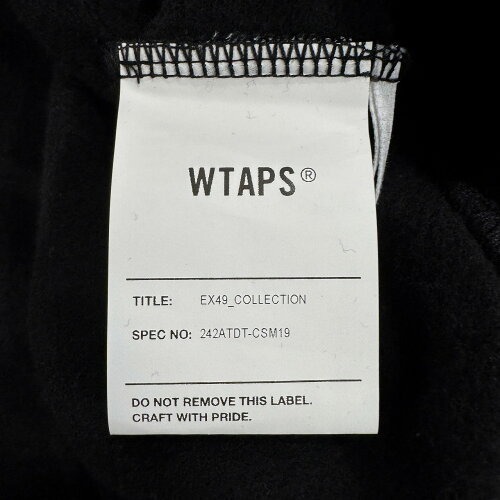 WTAPS®
TITLE: EX49_COLLECTION
SPEC NO: 242ATDT-CSM19
DO NOT REMOVE THIS LABEL.
CRAFT WITH PRIDE.